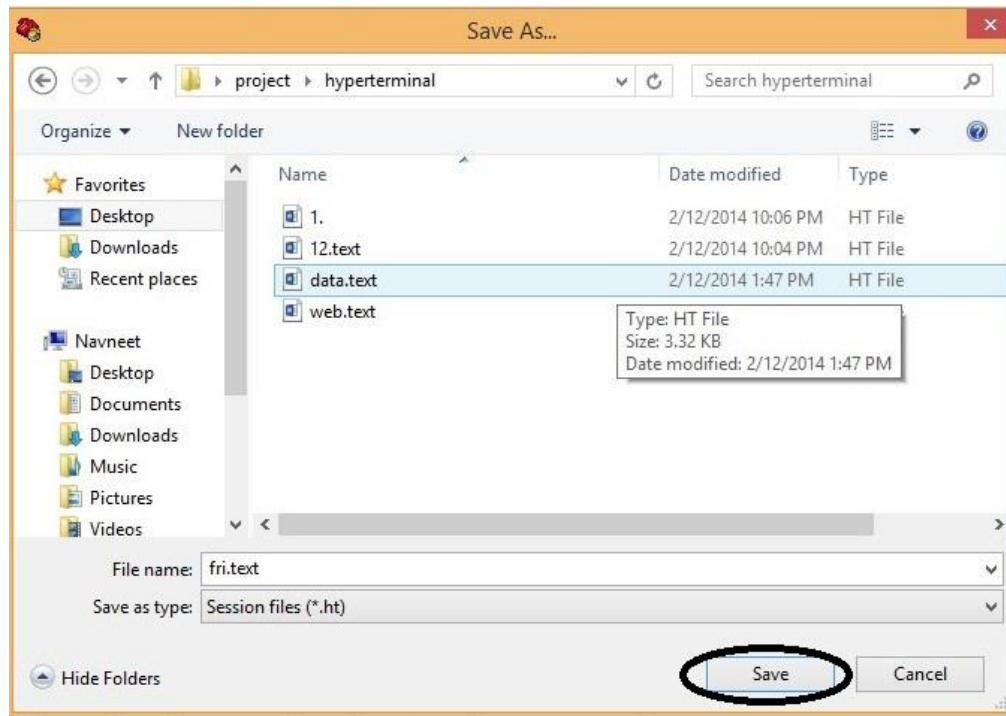 Save As...
project hyperterminal Search hyperterminal
Organize New folder
Favorites
Desktop
Downloads
Recent places
Navneet
Desktop
Documents
Downloads
Music
Pictures
Videos
Name Date modified Type
1. 2/12/2014 10:06 PM HT File
12.text 2/12/2014 10:04 PM HT File
data.text 2/12/2014 1:47 PM HT File
web.text
Type: HT File
Size: 3.32 KB
Date modified: 2/12/2014 1:47 PM
File name: fri.text
Save as type: Session files (*.ht)
Hide Folders Save Cancel